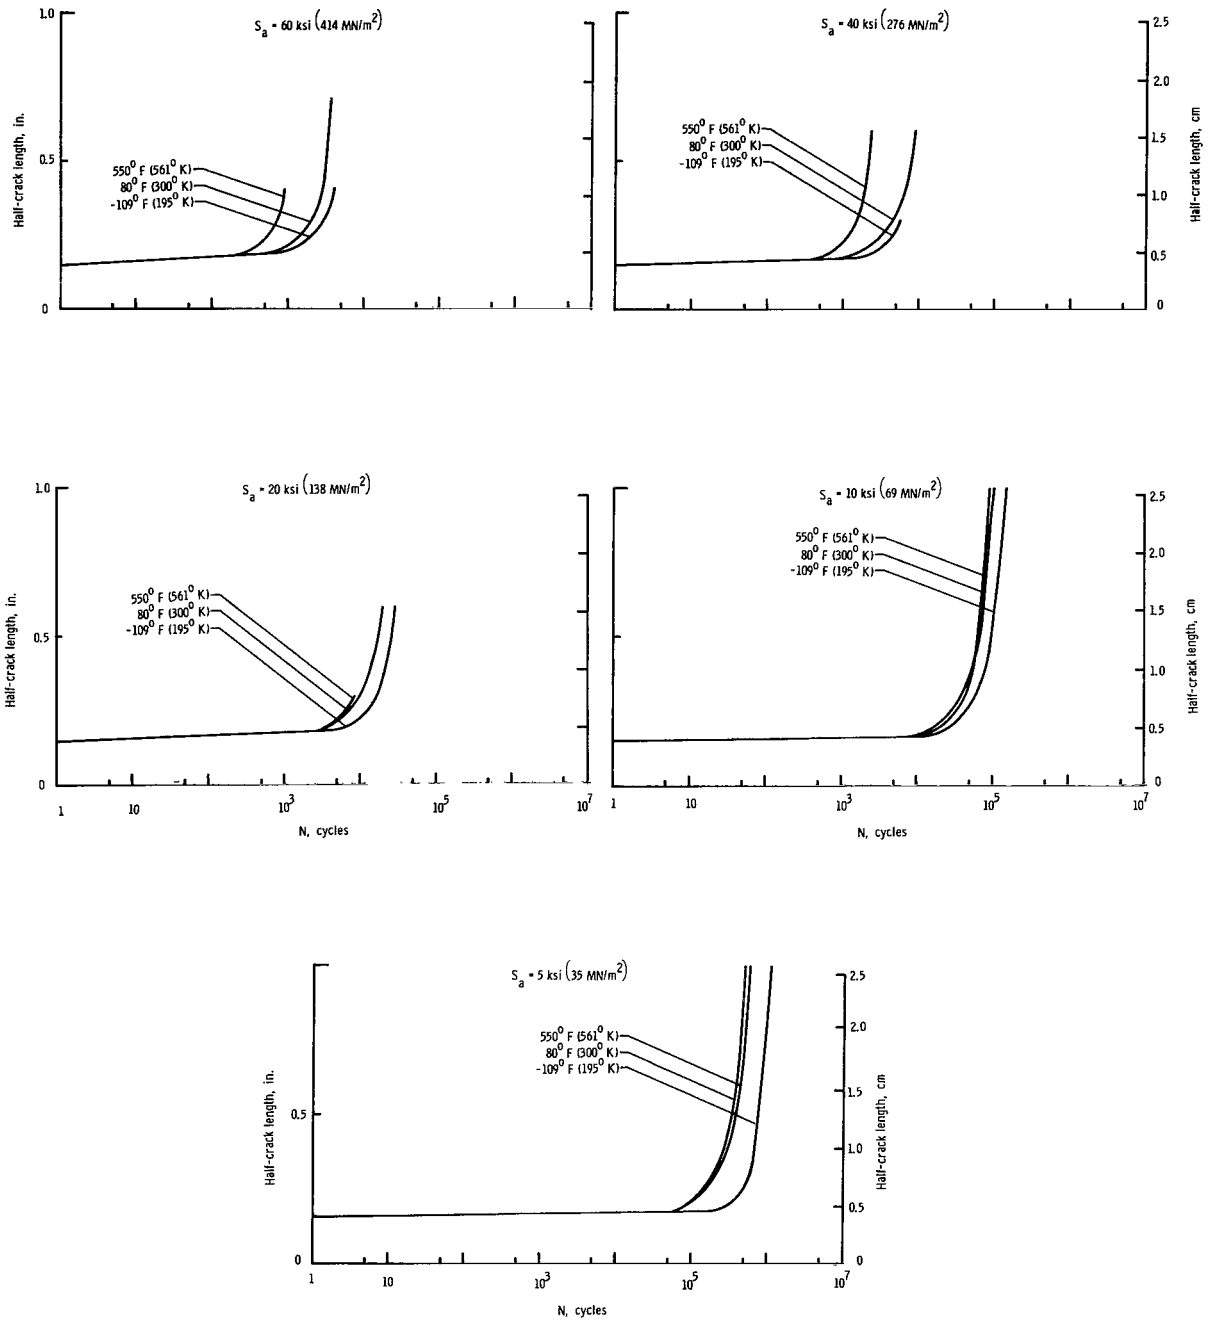 S_a = 60 ksi (414 MN/m²)
1.0
0.5
0
Half-crack length, in.
550° F (561° K)
80° F (300° K)
-109° F (195° K)
S_a = 40 ksi (276 MN/m²)
550° F (561° K)
80° F (300° K)
-109° F (195° K)
2.5
2.0
1.5
1.0
0.5
0
Half-crack length, cm
S_a = 20 ksi (138 MN/m²)
1.0
0.5
0
Half-crack length, in.
550° F (561° K)
80° F (300° K)
-109° F (195° K)
1
10
10³
10⁵
10⁷
N, cycles
S_a = 10 ksi (69 MN/m²)
550° F (561° K)
80° F (300° K)
-109° F (195° K)
2.5
2.0
1.5
1.0
0.5
0
Half-crack length, cm
1
10
10³
10⁵
10⁷
N, cycles
S_a = 5 ksi (35 MN/m²)
0.5
0
Half-crack length, in.
550° F (561° K)
80° F (300° K)
-109° F (195° K)
2.5
2.0
1.5
1.0
0.5
0
Half-crack length, cm
1
10
10³
10⁵
10⁷
N, cycles